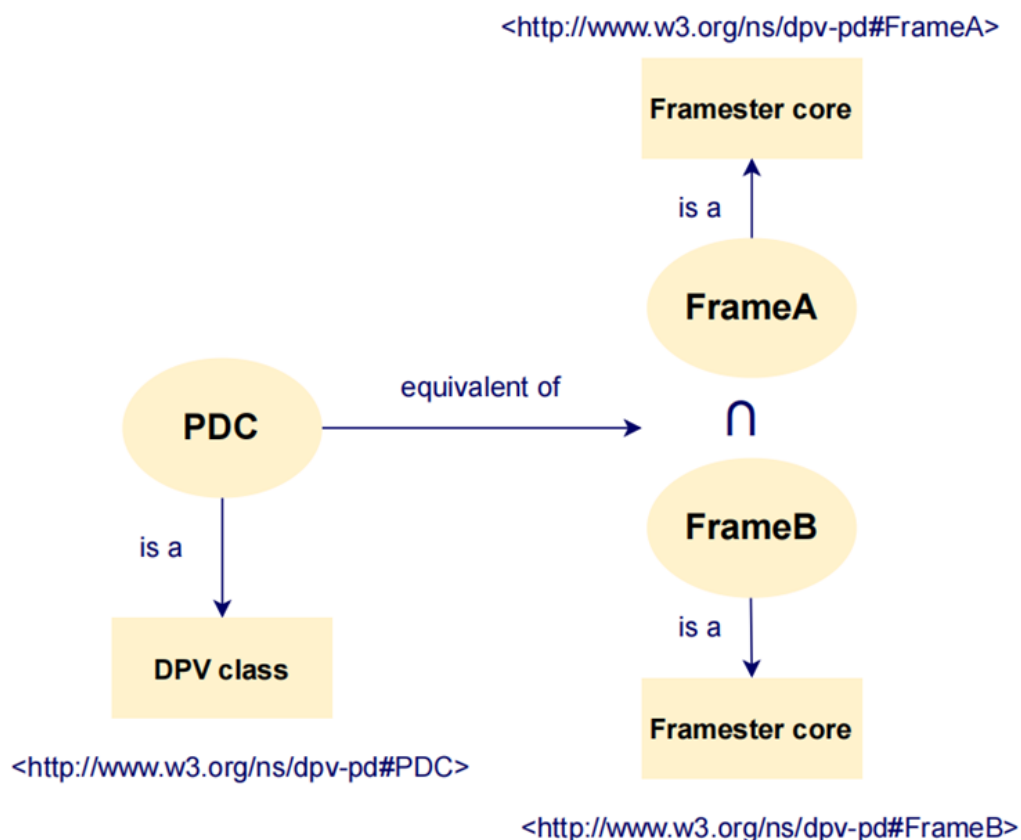 <http://www.w3.org/ns/dpv-pd#FrameA>
Framester core
is a
FrameA
equivalent of
PDC
∩
FrameB
is a
is a
DPV class
Framester core
<http://www.w3.org/ns/dpv-pd#PDC>
<http://www.w3.org/ns/dpv-pd#FrameB>